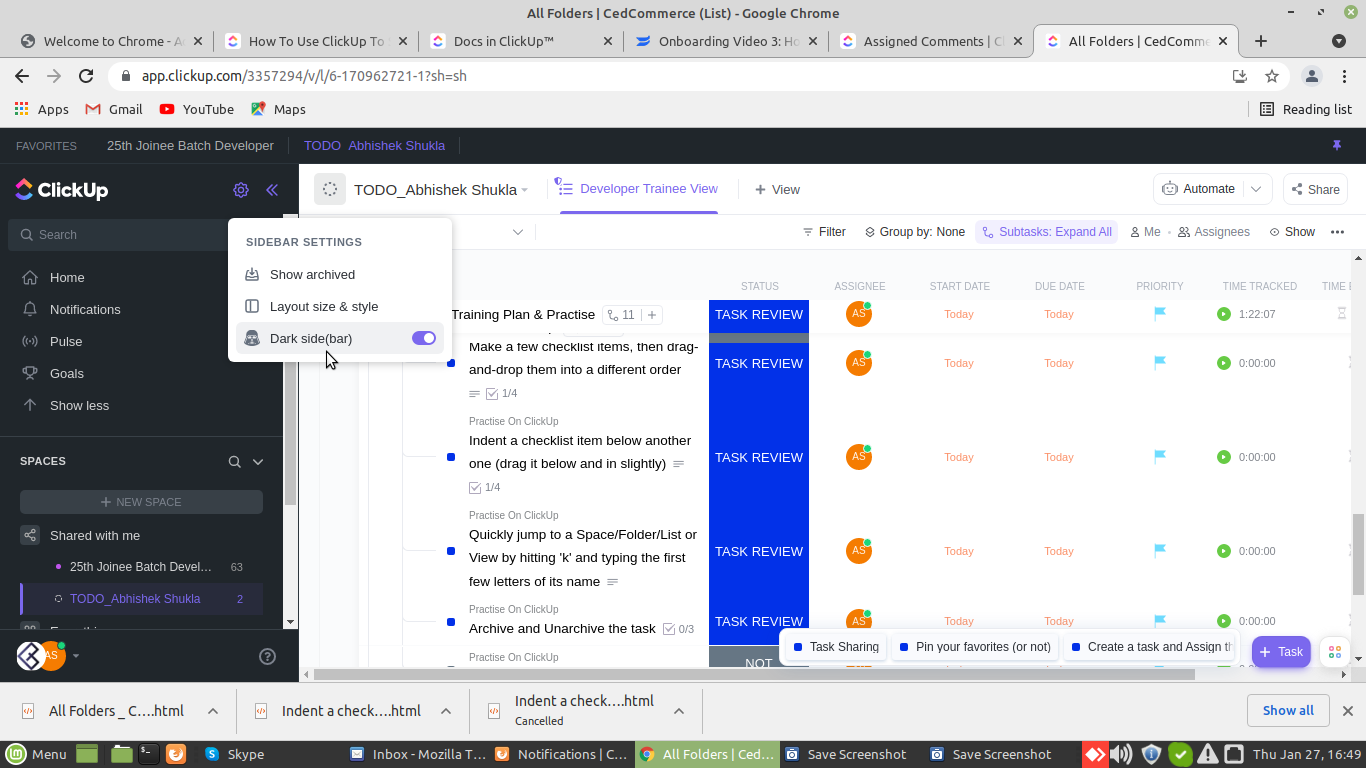 All Folders | CedCommerce (List) - Google Chrome
Welcome to Chrome - A
How To Use ClickUp To
Docs in ClickUp™
Onboarding Video 3: Ho
Assigned Comments | Cl
All Folders | CedComme
app.clickup.com/3357294/v/l/6-170962721-1?sh=sh
Apps
Gmail
YouTube
Maps
Reading list
FAVORITES
25th Joinee Batch Developer
TODO Abhishek Shukla
ClickUp
TODO_Abhishek Shukla
Developer Trainee View
+ View
Automate
Share
Search
Filter
Group by: None
Subtasks: Expand All
Me
Assignees
Show
SIDEBAR SETTINGS
Show archived
Layout size & style
Dark side(bar)
Home
Notifications
Pulse
Goals
Show less
SPACES
+ NEW SPACE
Shared with me
25th Joinee Batch Devel... 63
TODO_Abhishek Shukla 2
AS
STATUS ASSIGNEE START DATE DUE DATE PRIORITY TIME TRACKED TIME
Training Plan & Practise 11 + TASK REVIEW AS Today Today 1:22:07
Make a few checklist items, then drag-
and-drop them into a different order
1/4
TASK REVIEW AS Today Today 0:00:00
Practise On ClickUp
Indent a checklist item below another
one (drag it below and in slightly)
1/4
TASK REVIEW AS Today Today 0:00:00
Practise On ClickUp
Quickly jump to a Space/Folder/List or
View by hitting 'k' and typing the first
few letters of its name
TASK REVIEW AS Today Today 0:00:00
Practise On ClickUp
Archive and Unarchive the task 0/3
TASK REVIEW AS Today Today 0:00:00
Practise On ClickUp
NOT
Task Sharing
Pin your favorites (or not)
Create a task and Assign th
+ Task
All Folders _ C....html
Indent a check....html
Indent a check....html
Cancelled
Show all
Menu
Skype
Inbox - Mozilla T...
Notifications | C...
All Folders | Ced...
Save Screenshot
Save Screenshot
Thu Jan 27, 16:49